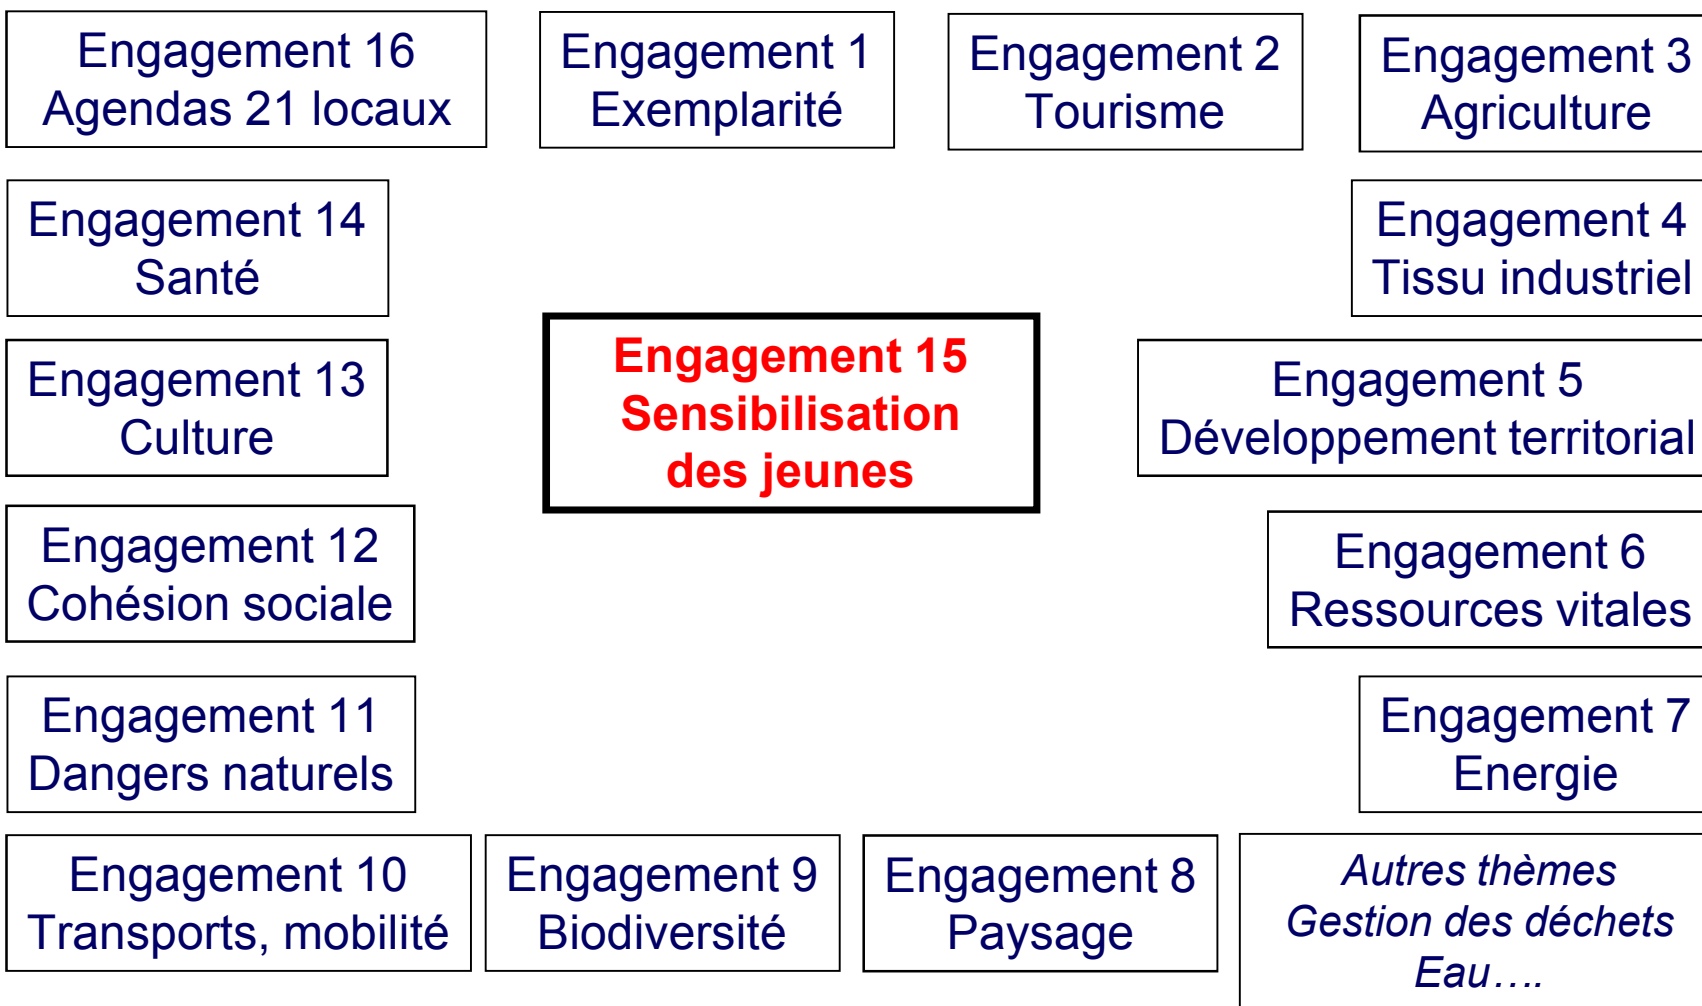 Engagement 16
Agendas 21 locaux
Engagement 1
Exemplarité
Engagement 2
Tourisme
Engagement 3
Agriculture
Engagement 14
Santé
Engagement 4
Tissu industriel
Engagement 15
Sensibilisation
des jeunes
Engagement 13
Culture
Engagement 5
Développement territorial
Engagement 12
Cohésion sociale
Engagement 6
Ressources vitales
Engagement 11
Dangers naturels
Engagement 7
Energie
Engagement 10
Transports, mobilité
Engagement 9
Biodiversité
Engagement 8
Paysage
Autres thèmes
Gestion des déchets
Eau….